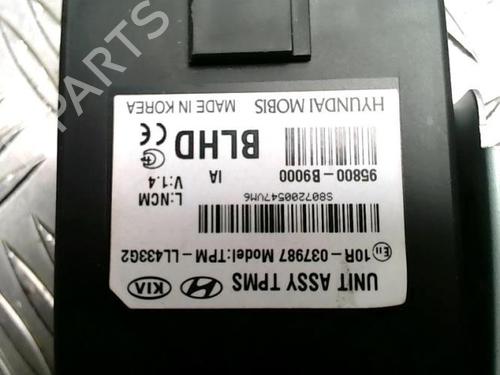 UNIT ASSY TPMS
KIA
E11 10R-037987 Model:TPM-LL433G2
S8072000547VM6
L:NCM
V:1.4
IA
95800-B9000
BLHD
CE
HYUNDAI MOBIS
MADE IN KOREA
B-PARTS